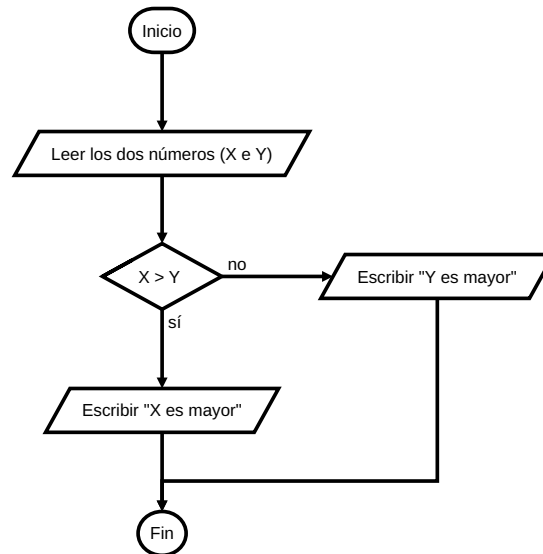 Inicio
Leer los dos números (X e Y)
X > Y
no
Escribir "Y es mayor"
sí
Escribir "X es mayor"
Fin